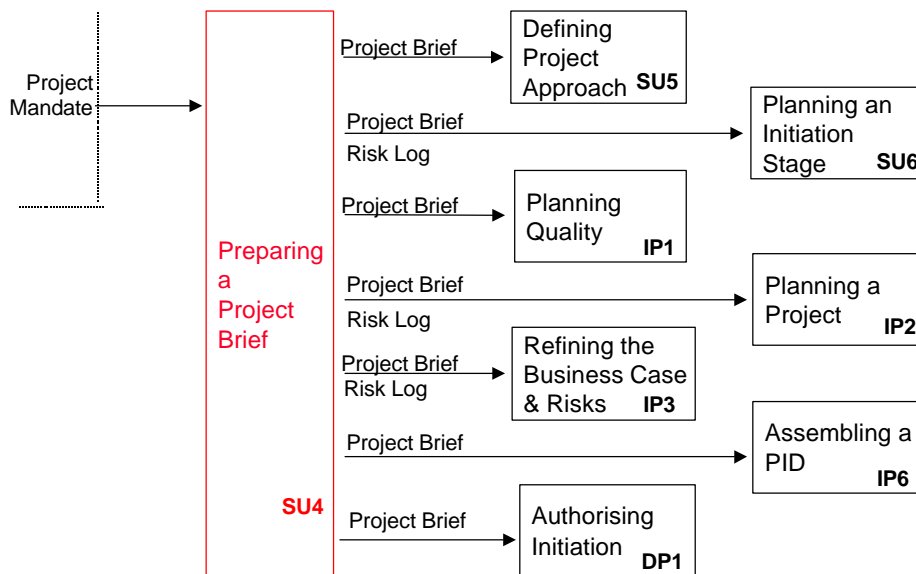 Project
Mandate
Preparing
a
Project
Brief
SU4
Project Brief
Defining
Project
Approach SU5
Project Brief
Risk Log
Planning an
Initiation
Stage SU6
Project Brief
Planning
Quality
IP1
Project Brief
Risk Log
Planning a
Project
IP2
Project Brief
Risk Log
Refining the
Business Case
& Risks IP3
Project Brief
Assembling a
PID
IP6
Project Brief
Authorising
Initiation
DP1